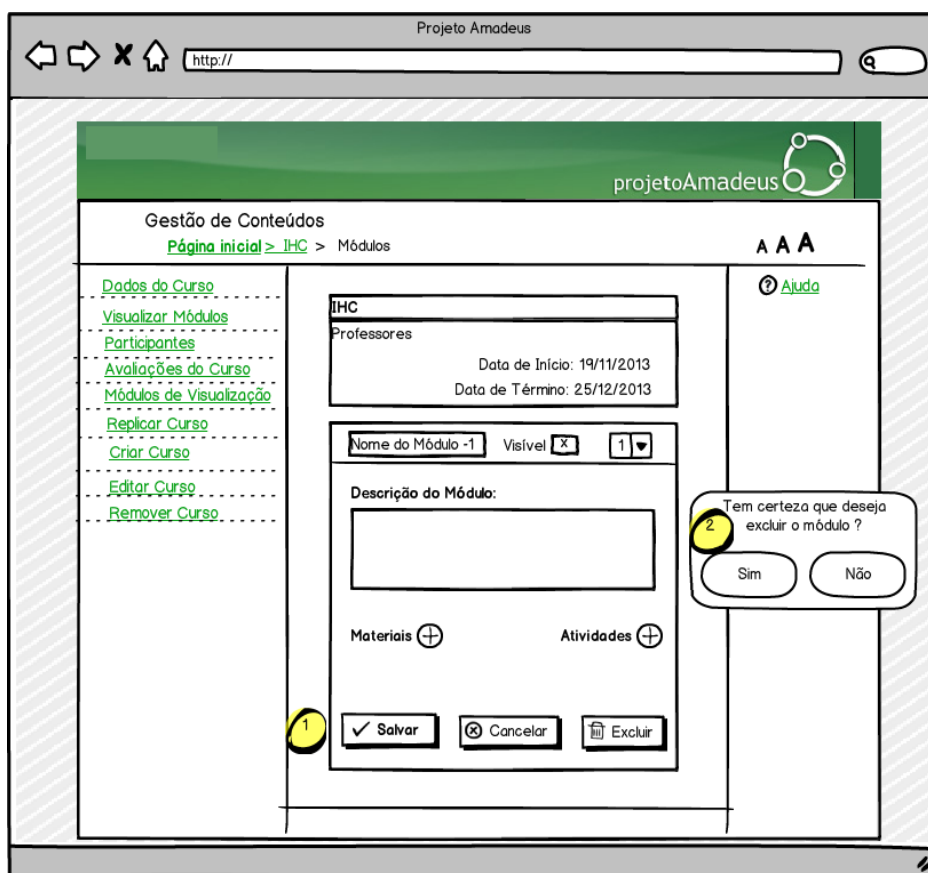 Projeto Amadeus
http://
projetoAmadeus
Gestão de Conteúdos
Página inicial > IHC > Módulos
A A A
Dados do Curso
Visualizar Módulos
Participantes
Avaliações do Curso
Módulos de Visualização
Replicar Curso
Criar Curso
Editar Curso
Remover Curso
? Ajuda
IHC
Professores
Data de Início: 19/11/2013
Data de Término: 25/12/2013
Nome do Módulo -1 Visível X 1
Descrição do Módulo:
Materiais Atividades
1
Salvar Cancelar Excluir
2
Tem certeza que deseja
excluir o módulo ?
Sim Não